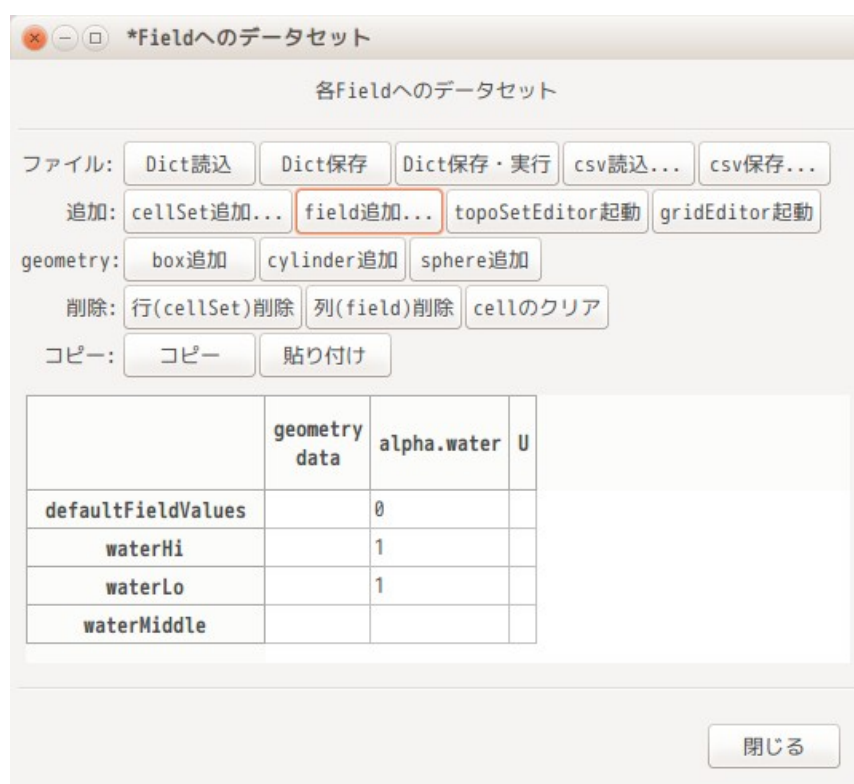 *Fieldへのデータセット
各Fieldへのデータセット
ファイル: Dict読込 Dict保存 Dict保存・実行 csv読込... csv保存...
追加: cellSet追加... field追加... topoSetEditor起動 gridEditor起動
geometry: box追加 cylinder追加 sphere追加
削除: 行(cellSet)削除 列(field)削除 cellのクリア
コピー: コピー 貼り付け
geometry data alpha.water U
defaultFieldValues 0
waterHi 1
waterLo 1
waterMiddle
閉じる